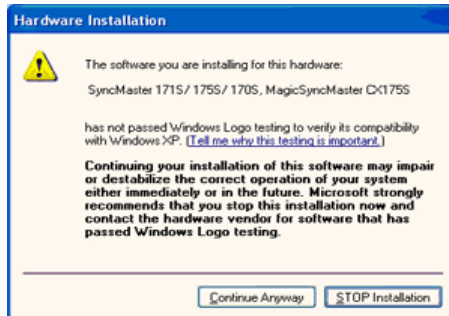 Hardware Installation
The software you are installing for this hardware:
SyncMaster 171S/ 175S/ 170S, MagicSyncMaster CX175S
has not passed Windows Logo testing to verify its compatibility
with Windows XP. (Tell me why this testing is important.)
Continuing your installation of this software may impair
or destabilize the correct operation of your system
either immediately or in the future. Microsoft strongly
recommends that you stop this installation now and
contact the hardware vendor for software that has
passed Windows Logo testing.
Continue Anyway
STOP Installation